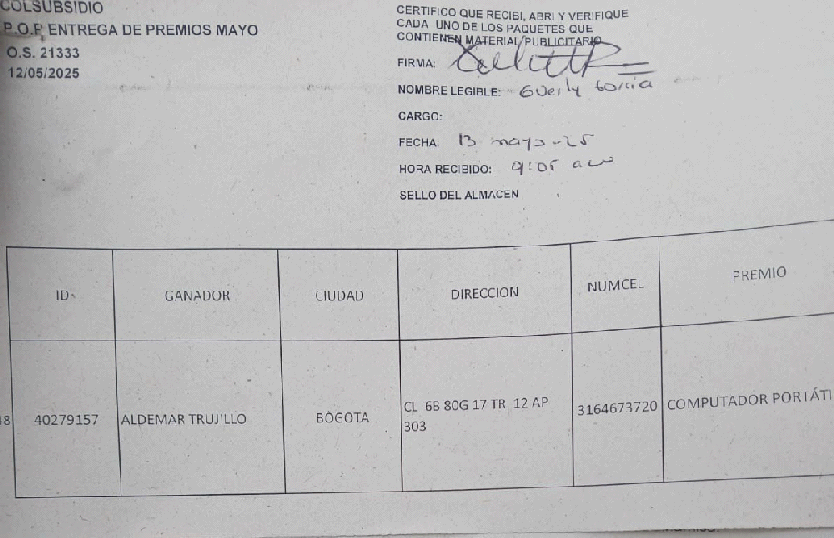 COLSUBSIDIO
P.O.P. ENTREGA DE PREMIOS MAYO
O.S. 21333
12/05/2025
CERTIFICO QUE RECIBI, ABRI Y VERIFIQUE
CADA UNO DE LOS PAQUETES QUE
CONTIENEN MATERIAL PUBLICITARIO
FIRMA:
NOMBRE LEGIBLE:
CARGO:
FECHA 13 mayo-25
HORA RECIBIDO: 9:05 am
SELLO DEL ALMACEN
ID GANADOR CIUDAD DIRECCION NUMCEL PREMIO
40279157 ALDEMAR TRUJILLO BOGOTA CL 6B 80G 17 TR 12 AP 303 3164673720 COMPUTADOR PORTÁTI